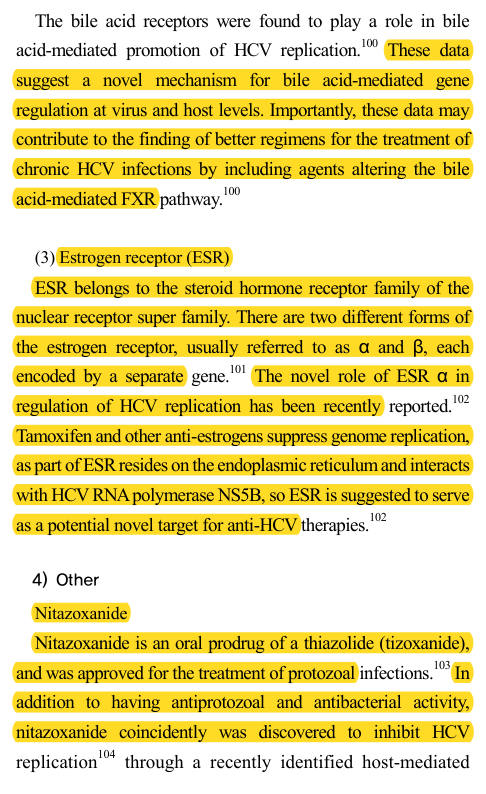 The bile acid receptors were found to play a role in bile
acid-mediated promotion of HCV replication.100 These data
suggest a novel mechanism for bile acid-mediated gene
regulation at virus and host levels. Importantly, these data may
contribute to the finding of better regimens for the treatment of
chronic HCV infections by including agents altering the bile
acid-mediated FXR pathway.100
(3) Estrogen receptor (ESR)
ESR belongs to the steroid hormone receptor family of the
nuclear receptor super family. There are two different forms of
the estrogen receptor, usually referred to as α and β, each
encoded by a separate gene.101 The novel role of ESR α in
regulation of HCV replication has been recently reported.102
Tamoxifen and other anti-estrogens suppress genome replication,
as part of ESR resides on the endoplasmic reticulum and interacts
with HCV RNA polymerase NS5B, so ESR is suggested to serve
as a potential novel target for anti-HCV therapies.102
4) Other
Nitazoxanide
Nitazoxanide is an oral prodrug of a thiazolide (tizoxanide),
and was approved for the treatment of protozoal infections.103 In
addition to having antiprotozoal and antibacterial activity,
nitazoxanide coincidently was discovered to inhibit HCV
replication104 through a recently identified host-mediated